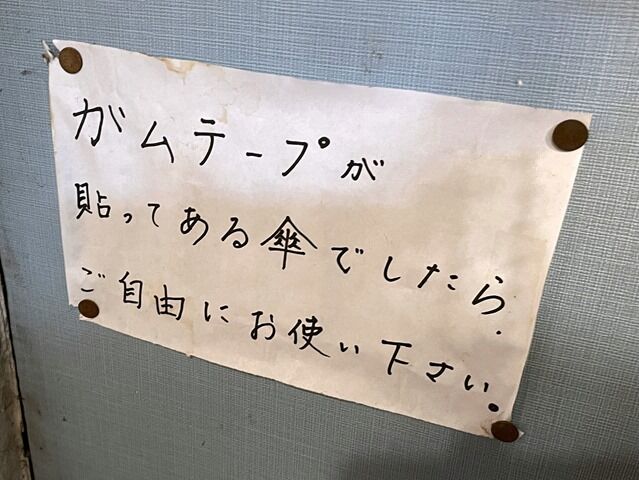 ガムテープが
貼ってある傘でしたら.
ご自由にお使い下さい。